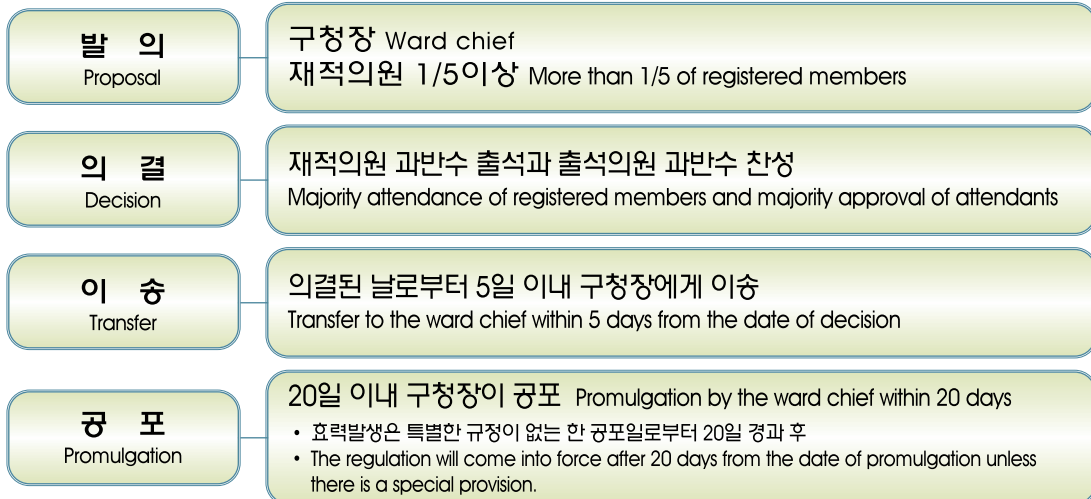 발 의
Proposal
구청장 Ward chief
재적의원 1/5이상 More than 1/5 of registered members
의 결
Decision
재적의원 과반수 출석과 출석의원 과반수 찬성
Majority attendance of registered members and majority approval of attendants
이 송
Transfer
의결된 날로부터 5일 이내 구청장에게 이송
Transfer to the ward chief within 5 days from the date of decision
공 포
Promulgation
20일 이내 구청장이 공포 Promulgation by the ward chief within 20 days
• 효력발생은 특별한 규정이 없는 한 공포일로부터 20일 경과 후
• The regulation will come into force after 20 days from the date of promulgation unless
there is a special provision.